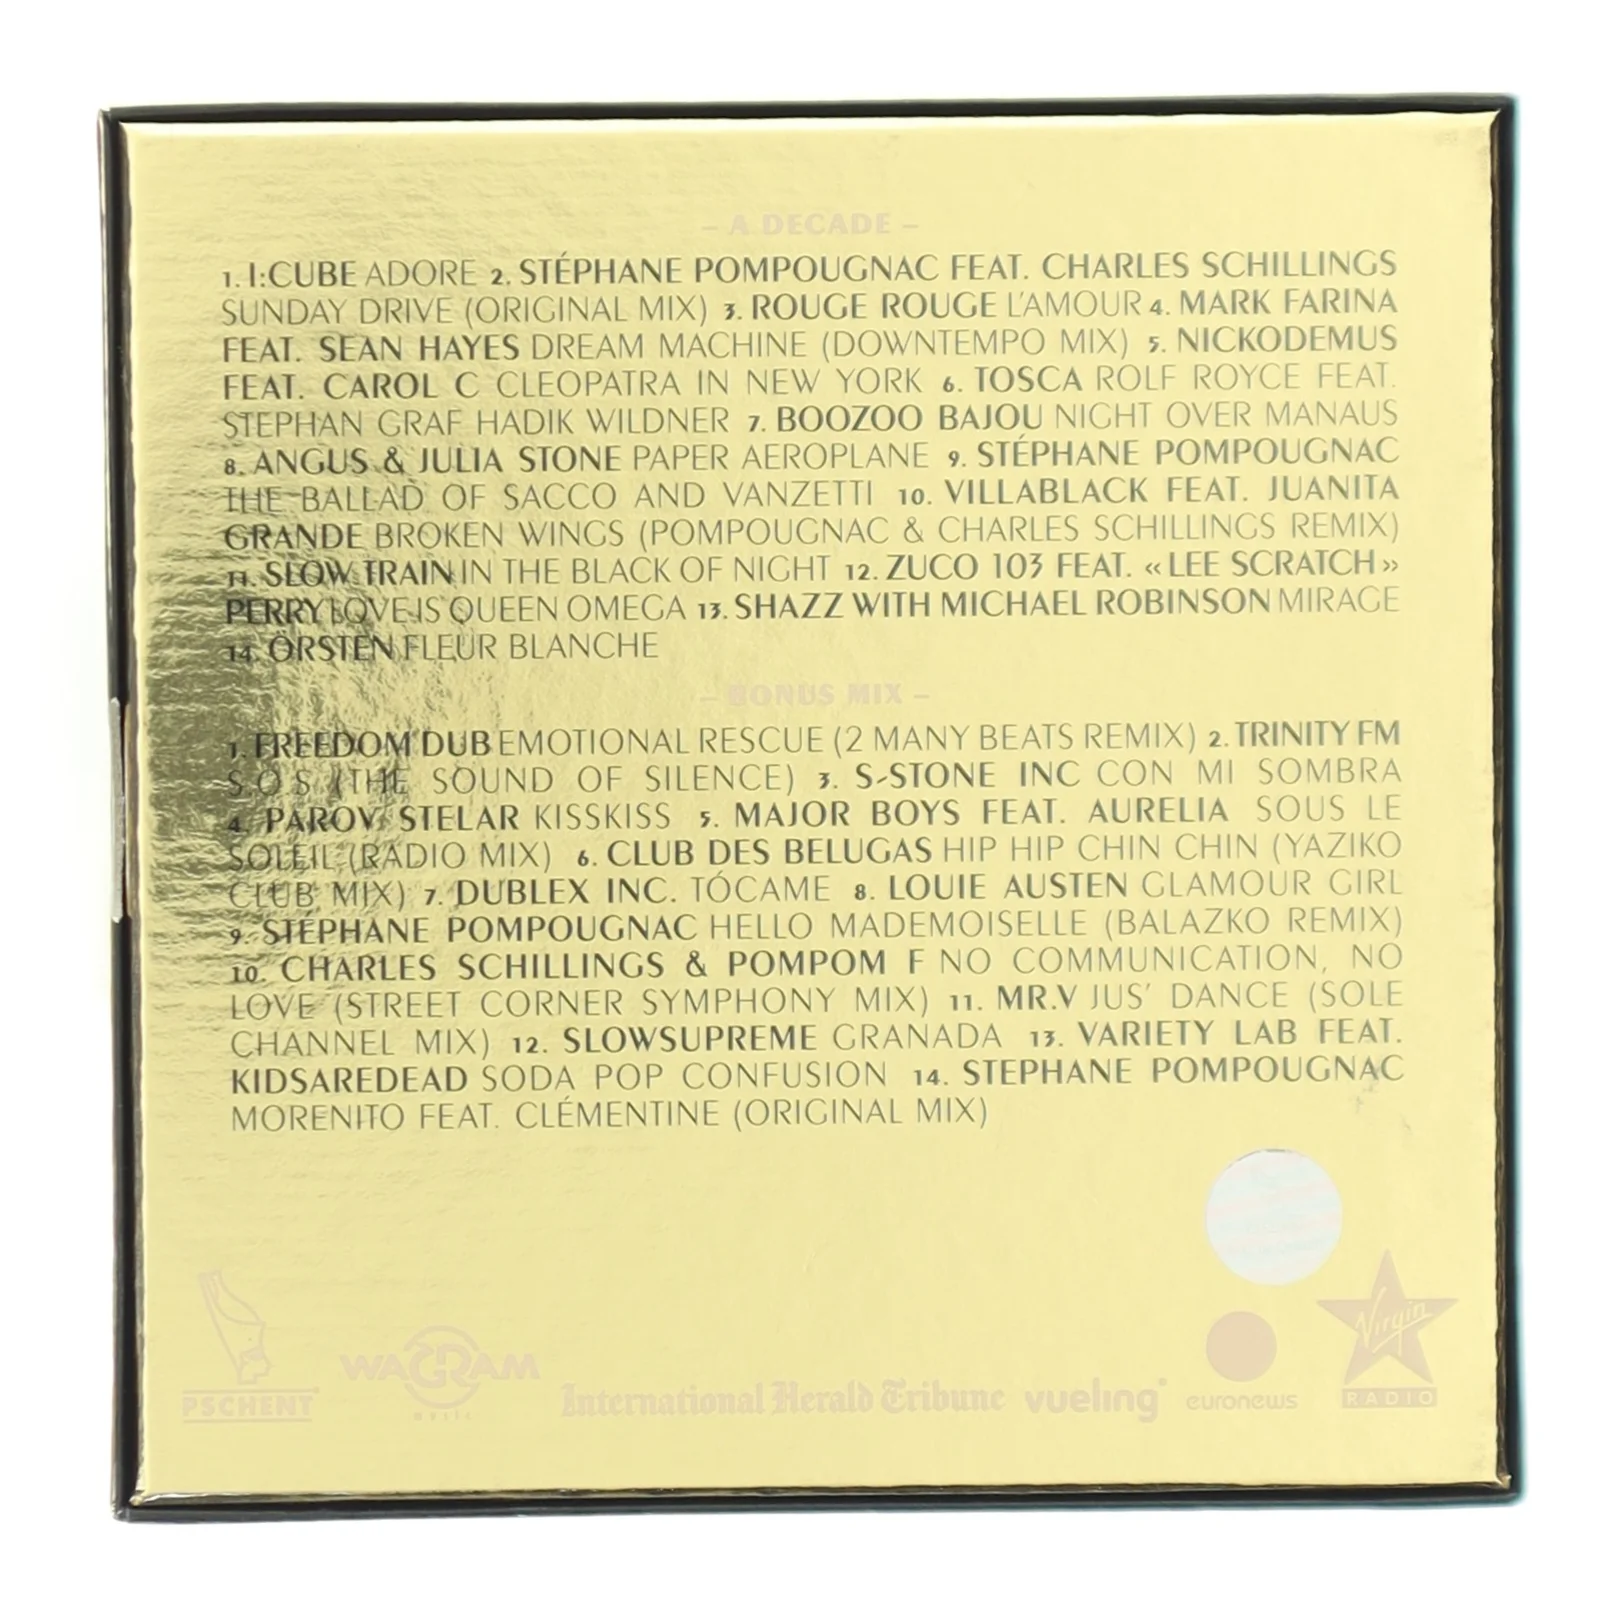 – A DECADE –
1. I:CUBE ADORE 2. STÉPHANE POMPOUGNAC FEAT. CHARLES SCHILLINGS
SUNDAY DRIVE (ORIGINAL MIX) 3. ROUGE ROUGE L'AMOUR 4. MARK FARINA
FEAT. SEAN HAYES DREAM MACHINE (DOWNTEMPO MIX) 5. NICKODEMUS
FEAT. CAROL C CLEOPATRA IN NEW YORK 6. TOSCA ROLF ROYCE FEAT.
STEPHAN GRAF HADIK WILDNER 7. BOOZOO BAJOU NIGHT OVER MANAUS
8. ANGUS & JULIA STONE PAPER AEROPLANE 9. STÉPHANE POMPOUGNAC
THE BALLAD OF SACCO AND VANZETTI 10. VILLABLACK FEAT. JUANITA
GRANDE BROKEN WINGS (POMPOUGNAC & CHARLES SCHILLINGS REMIX)
11. SLOW TRAIN IN THE BLACK OF NIGHT 12. ZUCO 103 FEAT. « LEE SCRATCH »
PERRY LOVE IS QUEEN OMEGA 13. SHAZZ WITH MICHAEL ROBINSON MIRAGE
14. ÖRSTEN FLEUR BLANCHE
– BONUS MIX –
1. FREEDOM DUB EMOTIONAL RESCUE (2 MANY BEATS REMIX) 2. TRINITY FM
S.O.S (THE SOUND OF SILENCE) 3. S-STONE INC CON MI SOMBRA
4. PAROV STELAR KISSKISS 5. MAJOR BOYS FEAT. AURELIA SOUS LE
SOLEIL (RADIO MIX) 6. CLUB DES BELUGAS HIP HIP CHIN CHIN (YAZIKO
CLUB MIX) 7. DUBLEX INC. TÓCAME 8. LOUIE AUSTEN GLAMOUR GIRL
9. STÉPHANE POMPOUGNAC HELLO MADEMOISELLE (BALAZKO REMIX)
10. CHARLES SCHILLINGS & POMPOM F NO COMMUNICATION, NO
LOVE (STREET CORNER SYMPHONY MIX) 11. MR.V JUS' DANCE (SOLE
CHANNEL MIX) 12. SLOWSUPREME GRANADA 13. VARIETY LAB FEAT.
KIDSAREDEAD SODA POP CONFUSION 14. STEPHANE POMPOUGNAC
MORENITO FEAT. CLÉMENTINE (ORIGINAL MIX)
PSCHENT
WAGRAM
music
International Herald Tribune
vueling
euronews
Virgin
RADIO